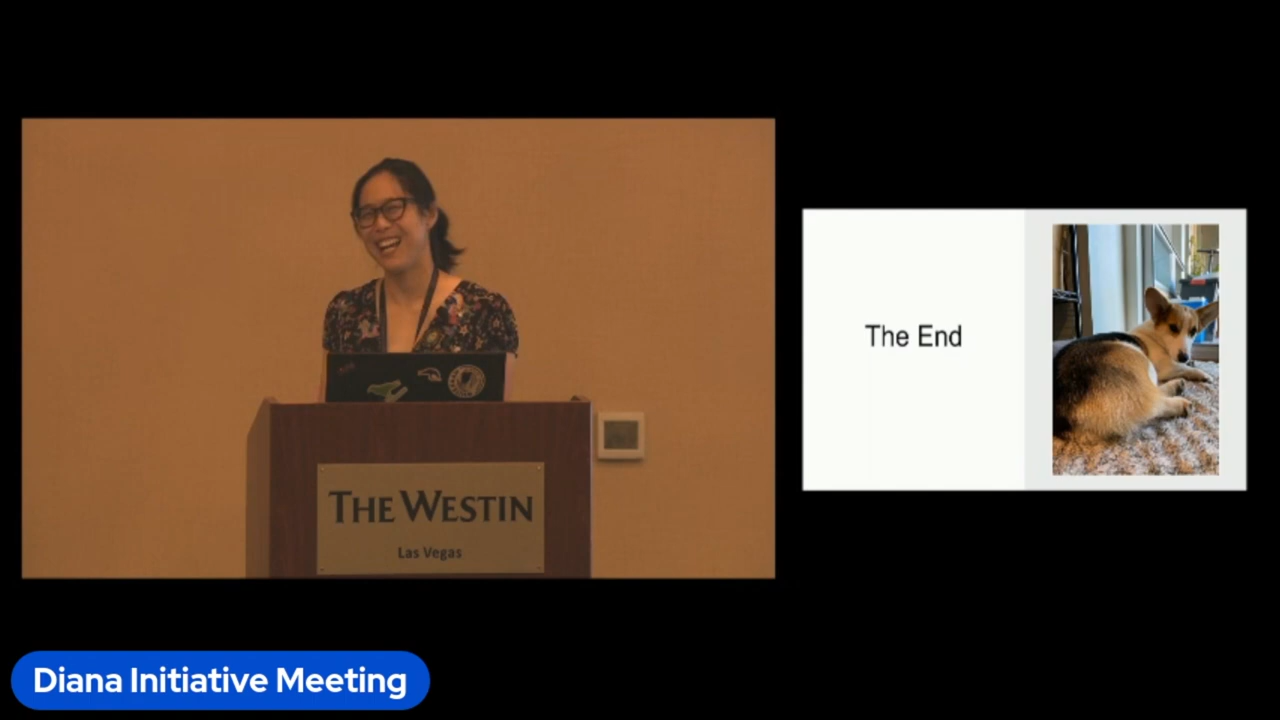 The End
THE WESTIN
Las Vegas
Diana Initiative Meeting